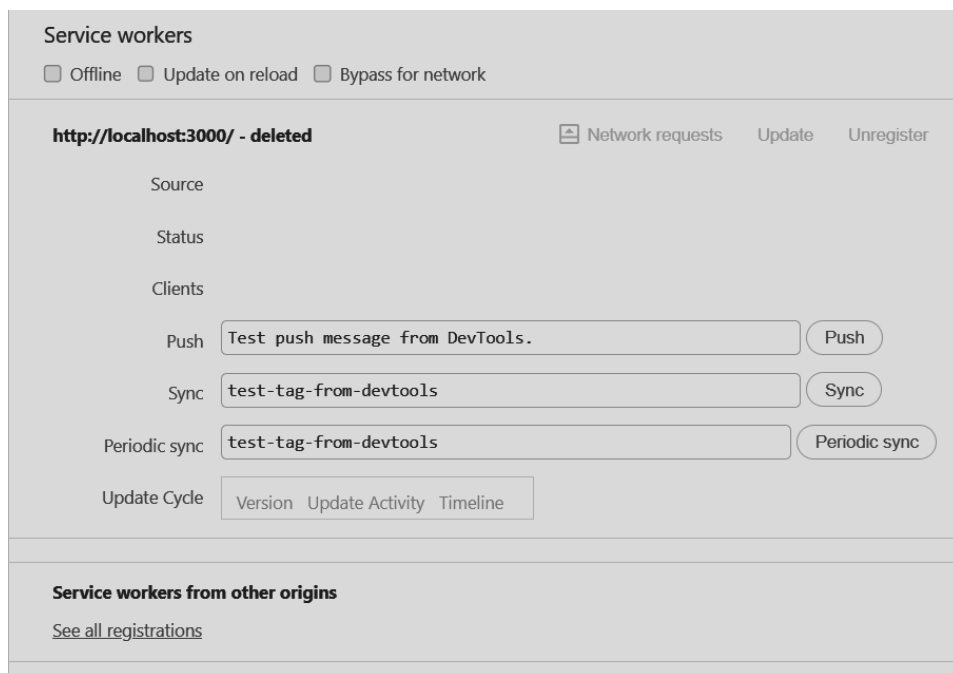 Service workers
Offline Update on reload Bypass for network
http://localhost:3000/ - deleted Network requests Update Unregister
Source
Status
Clients
Push Test push message from DevTools. Push
Sync test-tag-from-devtools Sync
Periodic sync test-tag-from-devtools Periodic sync
Update Cycle Version Update Activity Timeline
Service workers from other origins
See all registrations